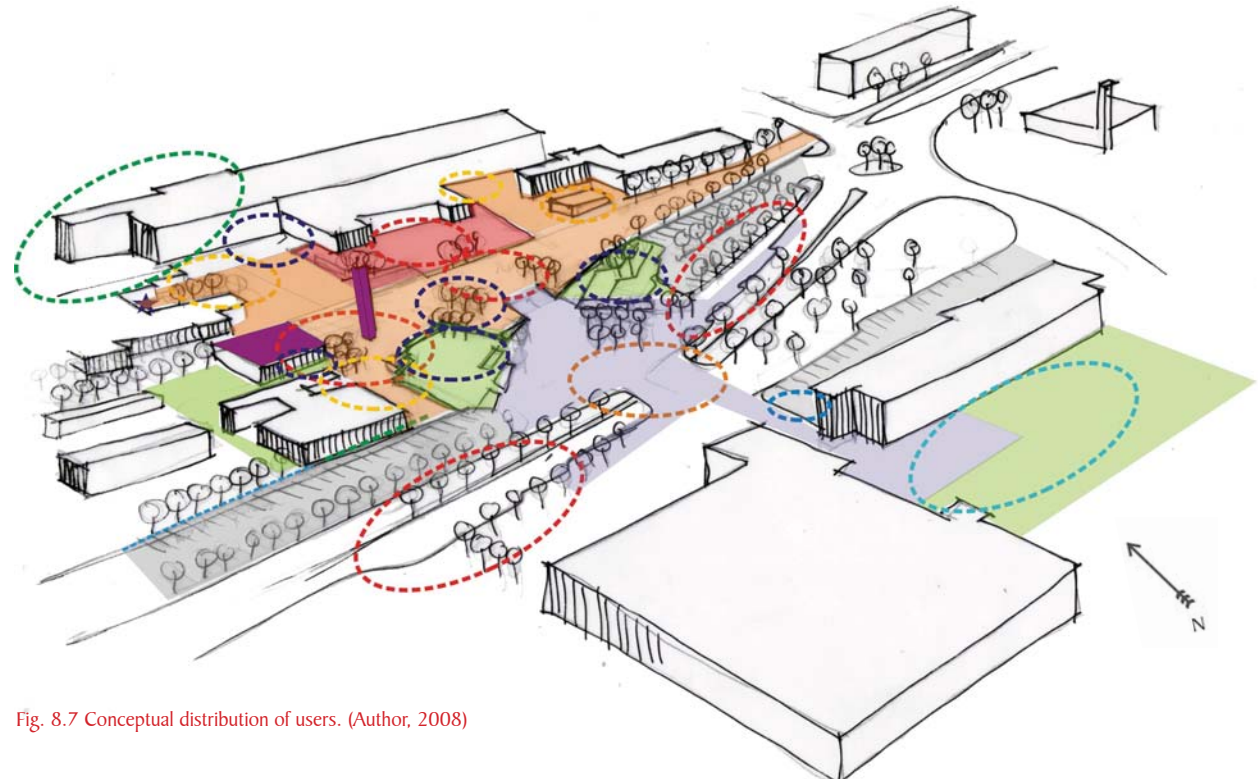 N
Fig. 8.7 Conceptual distribution of users. (Author, 2008)